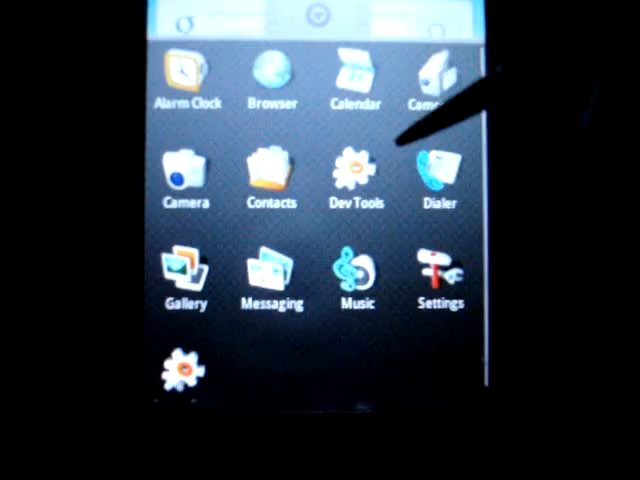 Alarm Clock Browser Calendar
Camera Contacts Dev Tools Dialer
Gallery Messaging Music Settings